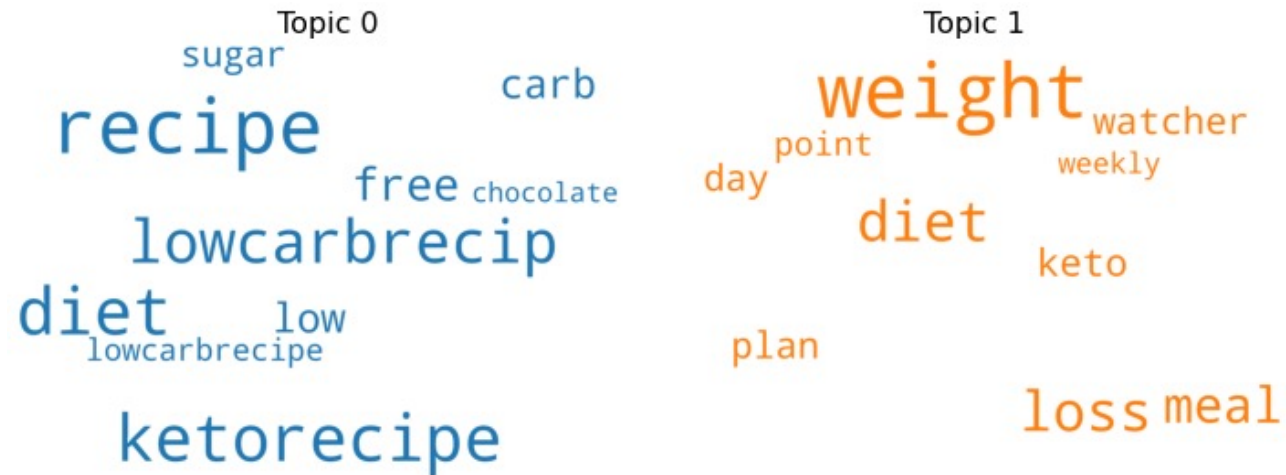 Topic 0
sugar
carb
recipe
free
chocolate
lowcarbrecip
diet
low
lowcarbrecipe
ketorecipe
Topic 1
weight
watcher
point
weekly
day
diet
keto
plan
loss
meal